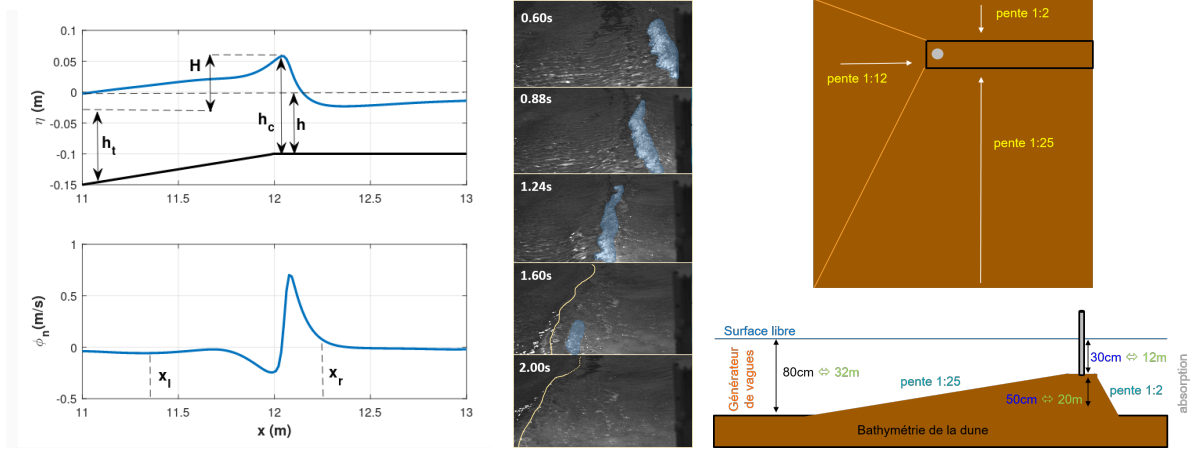 0.1
0.05
0
-0.05
-0.1
-0.15
η (m)
H
h_c
h
h_t
11
11.5
12
12.5
13
1
0.5
0
-0.5
ϕ_n(m/s)
x_l
x_r
11
11.5
12
12.5
13
x (m)
0.60s
0.88s
1.24s
1.60s
2.00s
pente 1:2
pente 1:12
pente 1:25
Surface libre
Générateur
de vagues
80cm ⇔ 32m
pente 1:25
30cm ⇔ 12m
50cm ⇔ 20m
pente 1:2
absorption
Bathymétrie de la dune